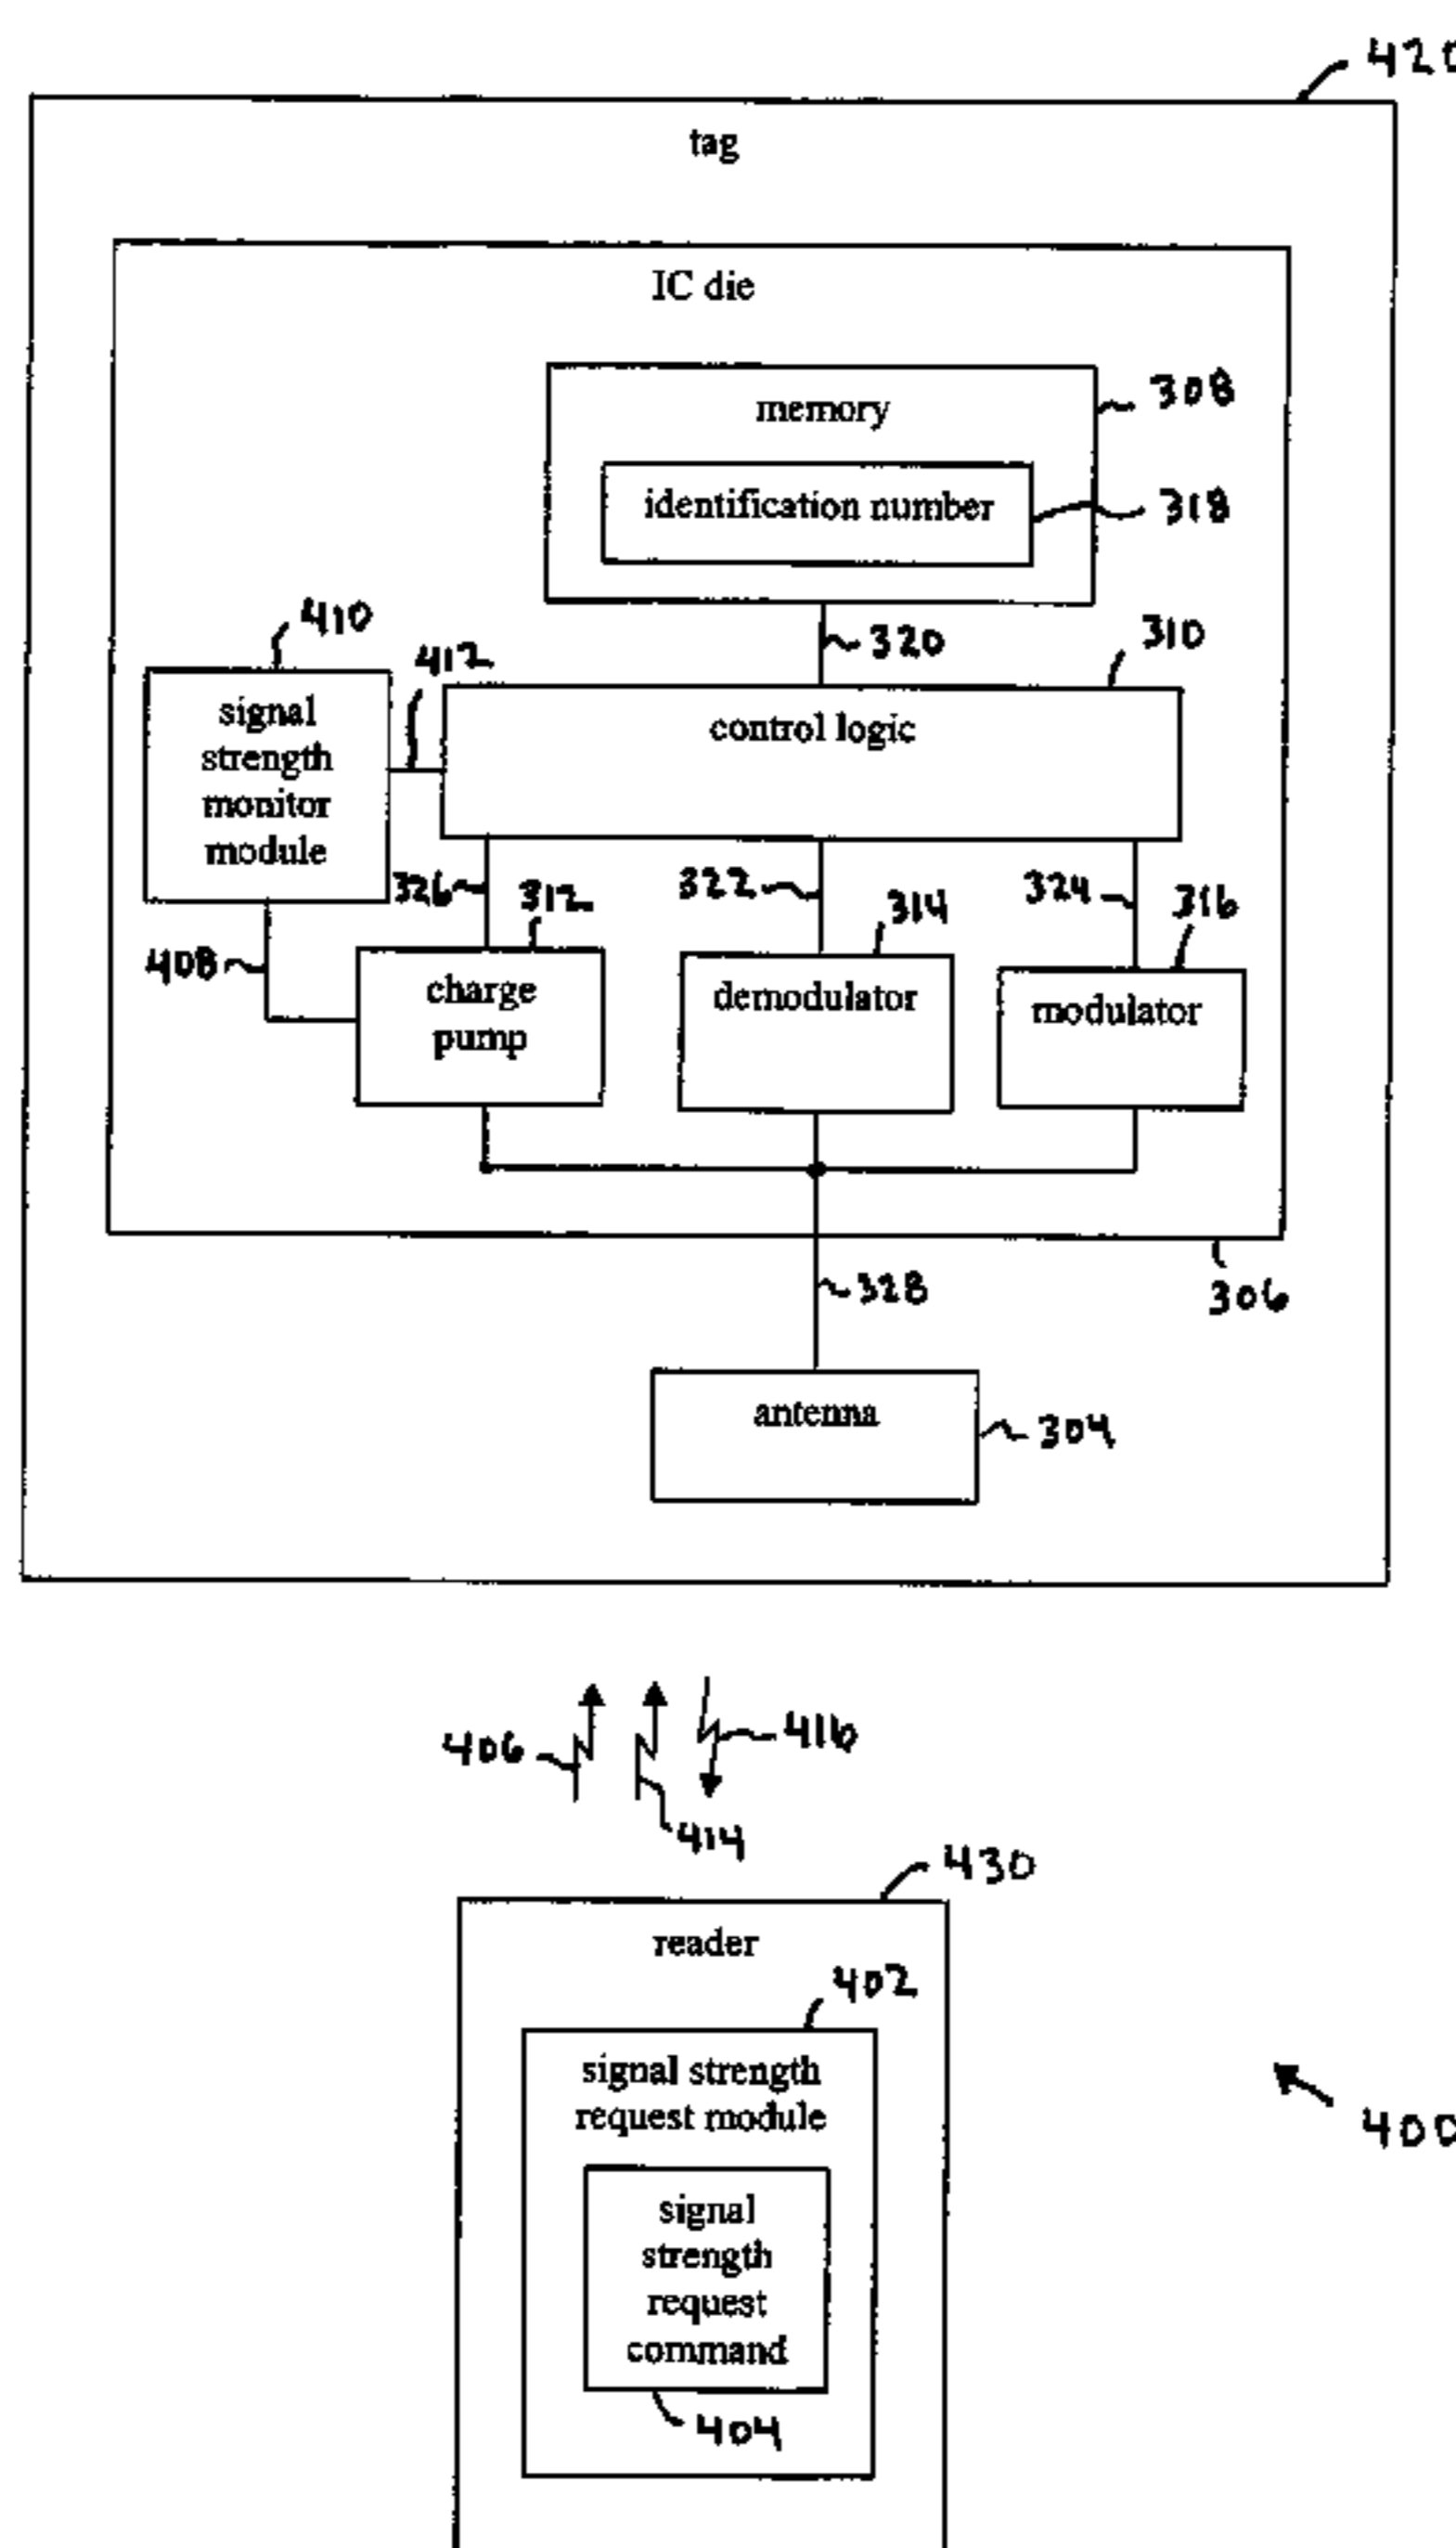 420
tag
IC die
memory
308
identification number
318
410
412
320
310
signal
strength
monitor
module
control logic
326
312
322
314
324
316
408
charge
pump
demodulator
modulator
328
306
antenna
304
406
416
414
430
reader
402
signal strength
request module
400
signal
strength
request
command
404